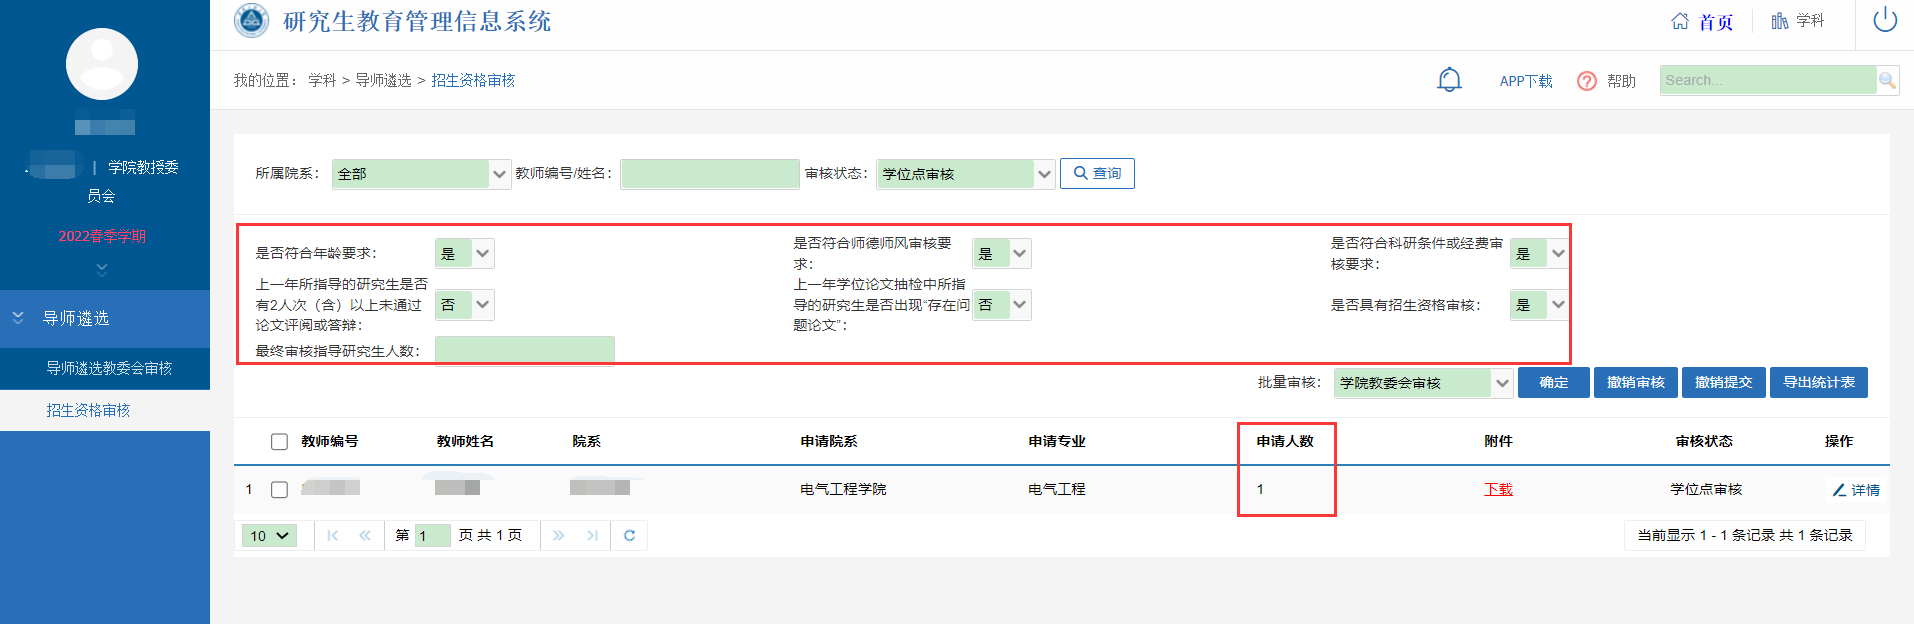 研究生教育管理信息系统
首页
学科
我的位置： 学科 > 导师遴选 > 招生资格审核
APP下载
帮助
Search...
| 学院教授委
员会
2022春季学期
导师遴选
导师遴选教委会审核
招生资格审核
所属院系： 全部 教师编号/姓名： 审核状态： 学位点审核 查询
是否符合年龄要求： 是
是否符合师德师风审核要
求： 是
是否符合科研条件或经费审
核要求： 是
上一年所指导的研究生是否
有2人次（含）以上未通过
论文评阅或答辩： 否
上一年学位论文抽检中所指
导的研究生是否出现“存在问
题论文”： 否
是否具有招生资格审核： 是
最终审核指导研究生人数：
批量审核： 学院教委会审核 确定 撤销审核 撤销提交 导出统计表
教师编号 教师姓名 院系 申请院系 申请专业 申请人数 附件 审核状态 操作
1 电气工程学院 电气工程 1 下载 学位点审核 详情
10 第 1 页 共 1 页 当前显示 1 - 1 条记录 共 1 条记录